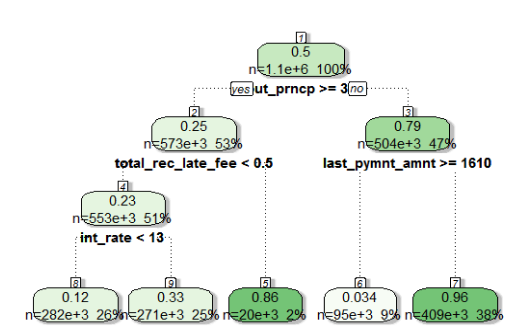 1
0.5
n=1.1e+6 100%
yes ut_prncp >= 3 no
2 3
0.25 0.79
n=573e+3 53% n=504e+3 47%
total_rec_late_fee < 0.5 last_pymnt_amnt >= 1610
4
0.23
n=553e+3 51%
int_rate < 13
8 9 5 6 7
0.12 0.33 0.86 0.034 0.96
n=282e+3 26% n=271e+3 25% n=20e+3 2% n=95e+3 9% n=409e+3 38%